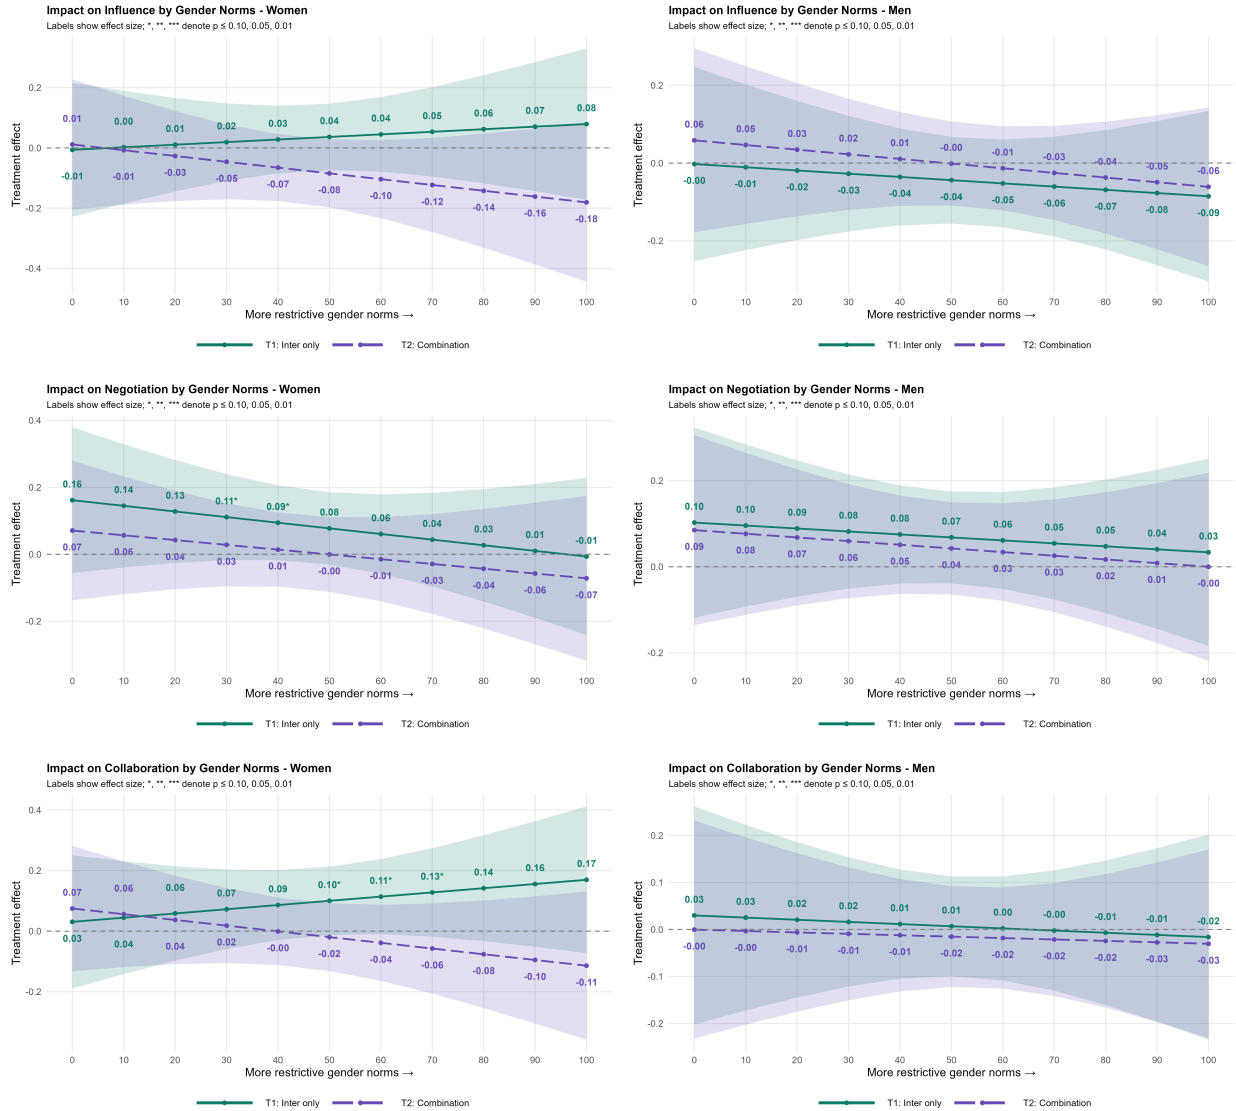 Impact on Influence by Gender Norms - Women
Labels show effect size; *, **, *** denote p ≤ 0.10, 0.05, 0.01
Treatment effect
0.2
0.0
-0.2
-0.4
0.01 0.00 0.01 0.02 0.03 0.04 0.04 0.05 0.06 0.07 0.08
-0.01 -0.01 -0.03 -0.05 -0.07 -0.08 -0.10 -0.12 -0.14 -0.16 -0.18
0 10 20 30 40 50 60 70 80 90 100
More restrictive gender norms →
T1: Inter only T2: Combination
Impact on Influence by Gender Norms - Men
Labels show effect size; *, **, *** denote p ≤ 0.10, 0.05, 0.01
Treatment effect
0.2
0.0
-0.2
0.06 0.05 0.03 0.02 0.01 -0.00 -0.01 -0.03 -0.04 -0.05 -0.06
-0.00 -0.01 -0.02 -0.03 -0.04 -0.04 -0.05 -0.06 -0.07 -0.08 -0.09
0 10 20 30 40 50 60 70 80 90 100
More restrictive gender norms →
T1: Inter only T2: Combination
Impact on Negotiation by Gender Norms - Women
Labels show effect size; *, **, *** denote p ≤ 0.10, 0.05, 0.01
Treatment effect
0.4
0.2
0.0
-0.2
0.16 0.14 0.13 0.11* 0.09* 0.08 0.06 0.04 0.03 0.01 -0.01
0.07 0.06 0.04 0.03 0.01 -0.00 -0.01 -0.03 -0.04 -0.06 -0.07
0 10 20 30 40 50 60 70 80 90 100
More restrictive gender norms →
T1: Inter only T2: Combination
Impact on Negotiation by Gender Norms - Men
Labels show effect size; *, **, *** denote p ≤ 0.10, 0.05, 0.01
Treatment effect
0.2
0.0
-0.2
0.10 0.10 0.09 0.08 0.08 0.07 0.06 0.05 0.05 0.04 0.03
0.09 0.08 0.07 0.06 0.05 0.04 0.03 0.03 0.02 0.01 -0.00
0 10 20 30 40 50 60 70 80 90 100
More restrictive gender norms →
T1: Inter only T2: Combination
Impact on Collaboration by Gender Norms - Women
Labels show effect size; *, **, *** denote p ≤ 0.10, 0.05, 0.01
Treatment effect
0.4
0.2
0.0
-0.2
0.07 0.06 0.06 0.07 0.09 0.10* 0.11* 0.13* 0.14 0.16 0.17
0.03 0.04 0.04 0.02 -0.00 -0.02 -0.04 -0.06 -0.08 -0.10 -0.11
0 10 20 30 40 50 60 70 80 90 100
More restrictive gender norms →
T1: Inter only T2: Combination
Impact on Collaboration by Gender Norms - Men
Labels show effect size; *, **, *** denote p ≤ 0.10, 0.05, 0.01
Treatment effect
0.2
0.1
0.0
-0.1
-0.2
0.03 0.03 0.02 0.02 0.01 0.01 0.00 -0.00 -0.01 -0.01 -0.02
-0.00 -0.00 -0.01 -0.01 -0.01 -0.02 -0.02 -0.02 -0.02 -0.03 -0.03
0 10 20 30 40 50 60 70 80 90 100
More restrictive gender norms →
T1: Inter only T2: Combination